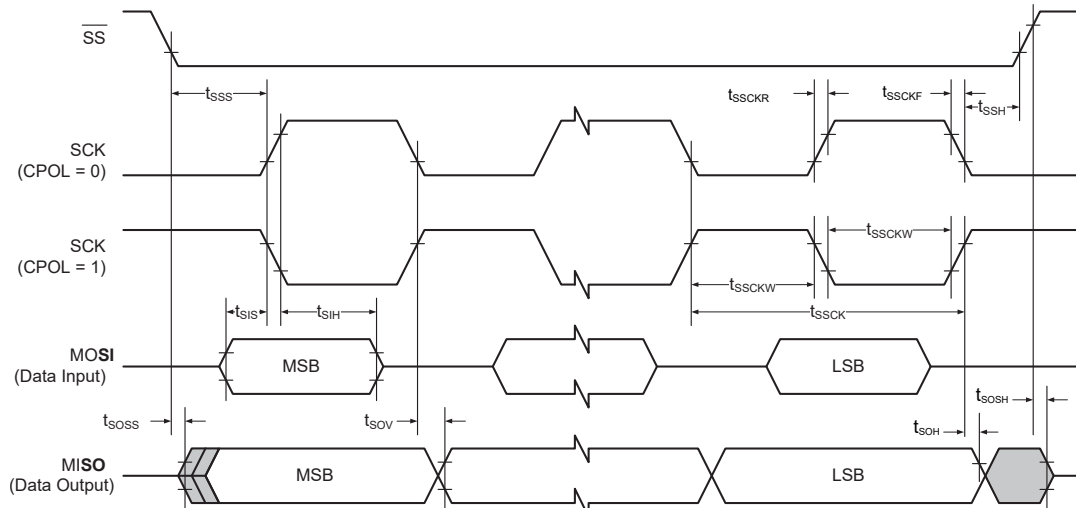 SS
tSSS
tSSCKR
tSSCKF
tSSH
SCK
(CPOL = 0)
SCK
(CPOL = 1)
tSSCKW
tSSCKW
tSSCK
tSIS
tSIH
MOSI
(Data Input)
MSB
LSB
tSOSS
tSOV
tSOH
tSOSH
MISO
(Data Output)
MSB
LSB